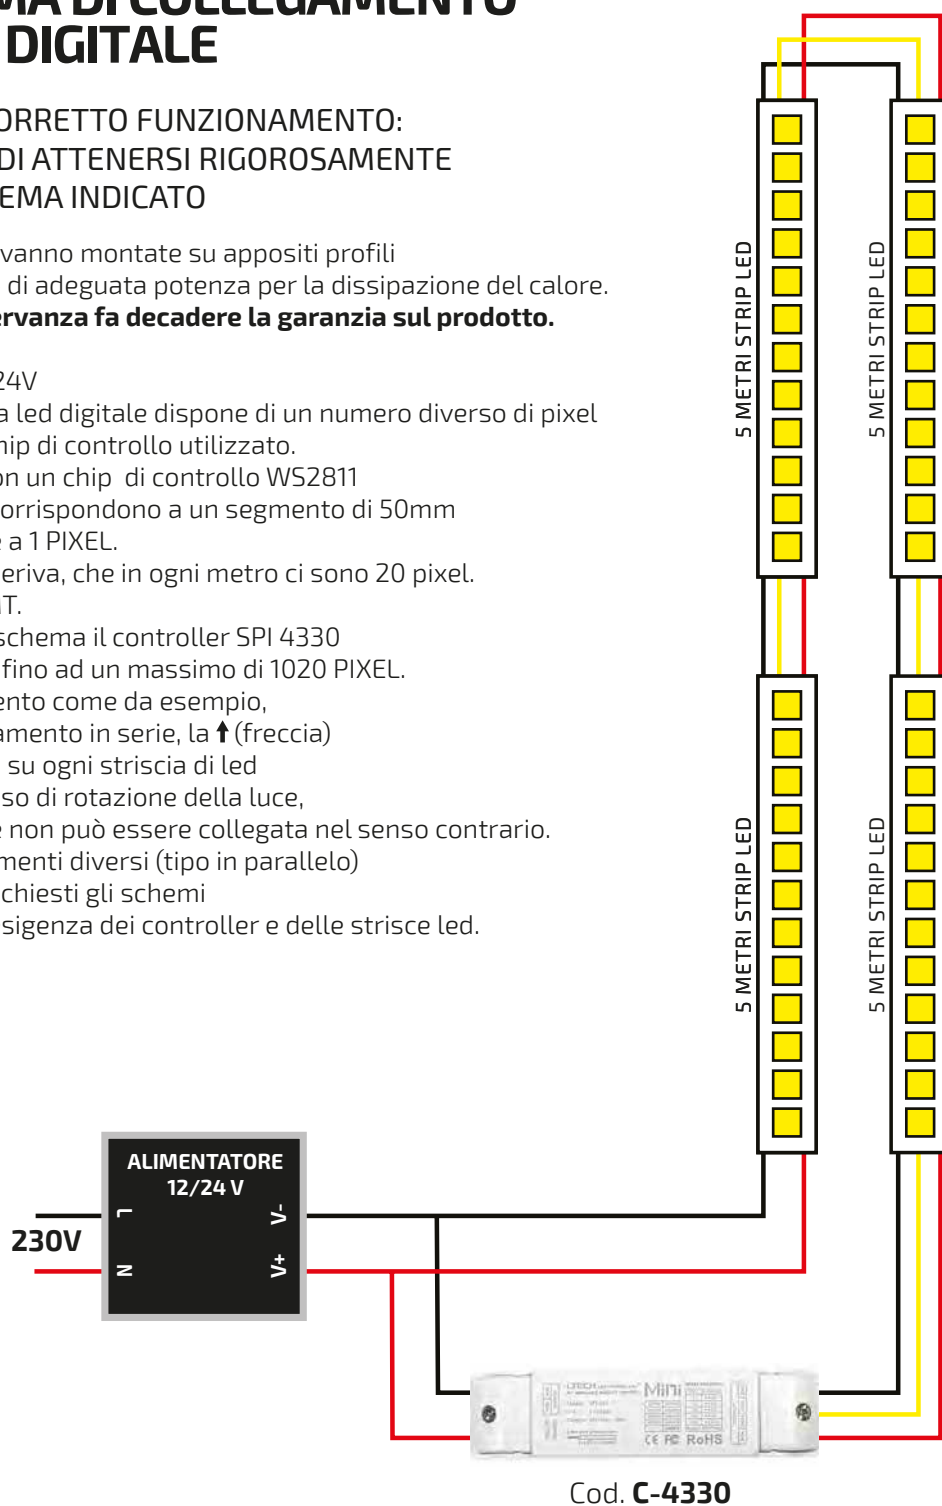 MA DI COLLEGAMENTO
DIGITALE
ORRETTO FUNZIONAMENTO:
DI ATTENERSI RIGOROSAMENTE
EMA INDICATO
vanno montate su appositi profili
di adeguata potenza per la dissipazione del calore.
ervanza fa decadere la garanzia sul prodotto.
24V
a led digitale dispone di un numero diverso di pixel
hip di controllo utilizzato.
on un chip di controllo WS2811
orrispondono a un segmento di 50mm
e a 1 PIXEL.
eriva, che in ogni metro ci sono 20 pixel.
MT.
schema il controller SPI 4330
fino ad un massimo di 1020 PIXEL.
ento come da esempio,
amento in serie, la ⬆ (freccia)
su ogni striscia di led
so di rotazione della luce,
e non può essere collegata nel senso contrario.
menti diversi (tipo in parallelo)
chiesti gli schemi
sigenza dei controller e delle strisce led.
5 METRI STRIP LED
5 METRI STRIP LED
5 METRI STRIP LED
5 METRI STRIP LED
ALIMENTATORE
12/24 V
L
V-
230V
N
V+
Mini
CE FC RoHS
Cod. C-4330